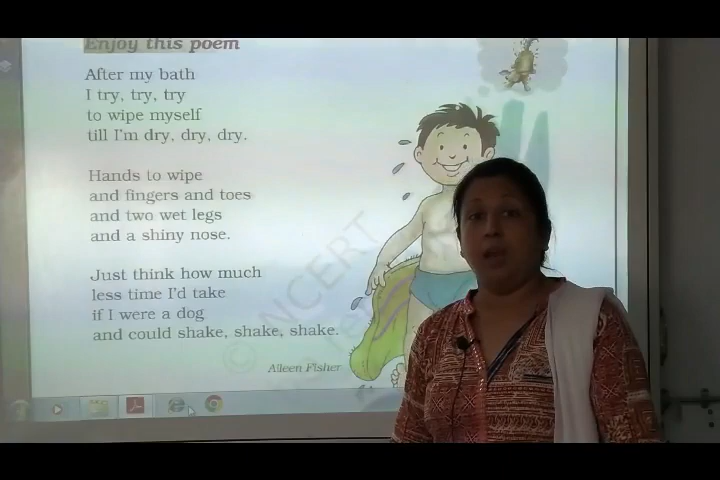 Enjoy this poem
After my bath
I try, try, try
to wipe myself
till I'm dry, dry, dry.
Hands to wipe
and fingers and toes
and two wet legs
and a shiny nose.
Just think how much
less time I'd take
if I were a dog
and could shake, shake, shake.
Aileen Fisher
© NCERT